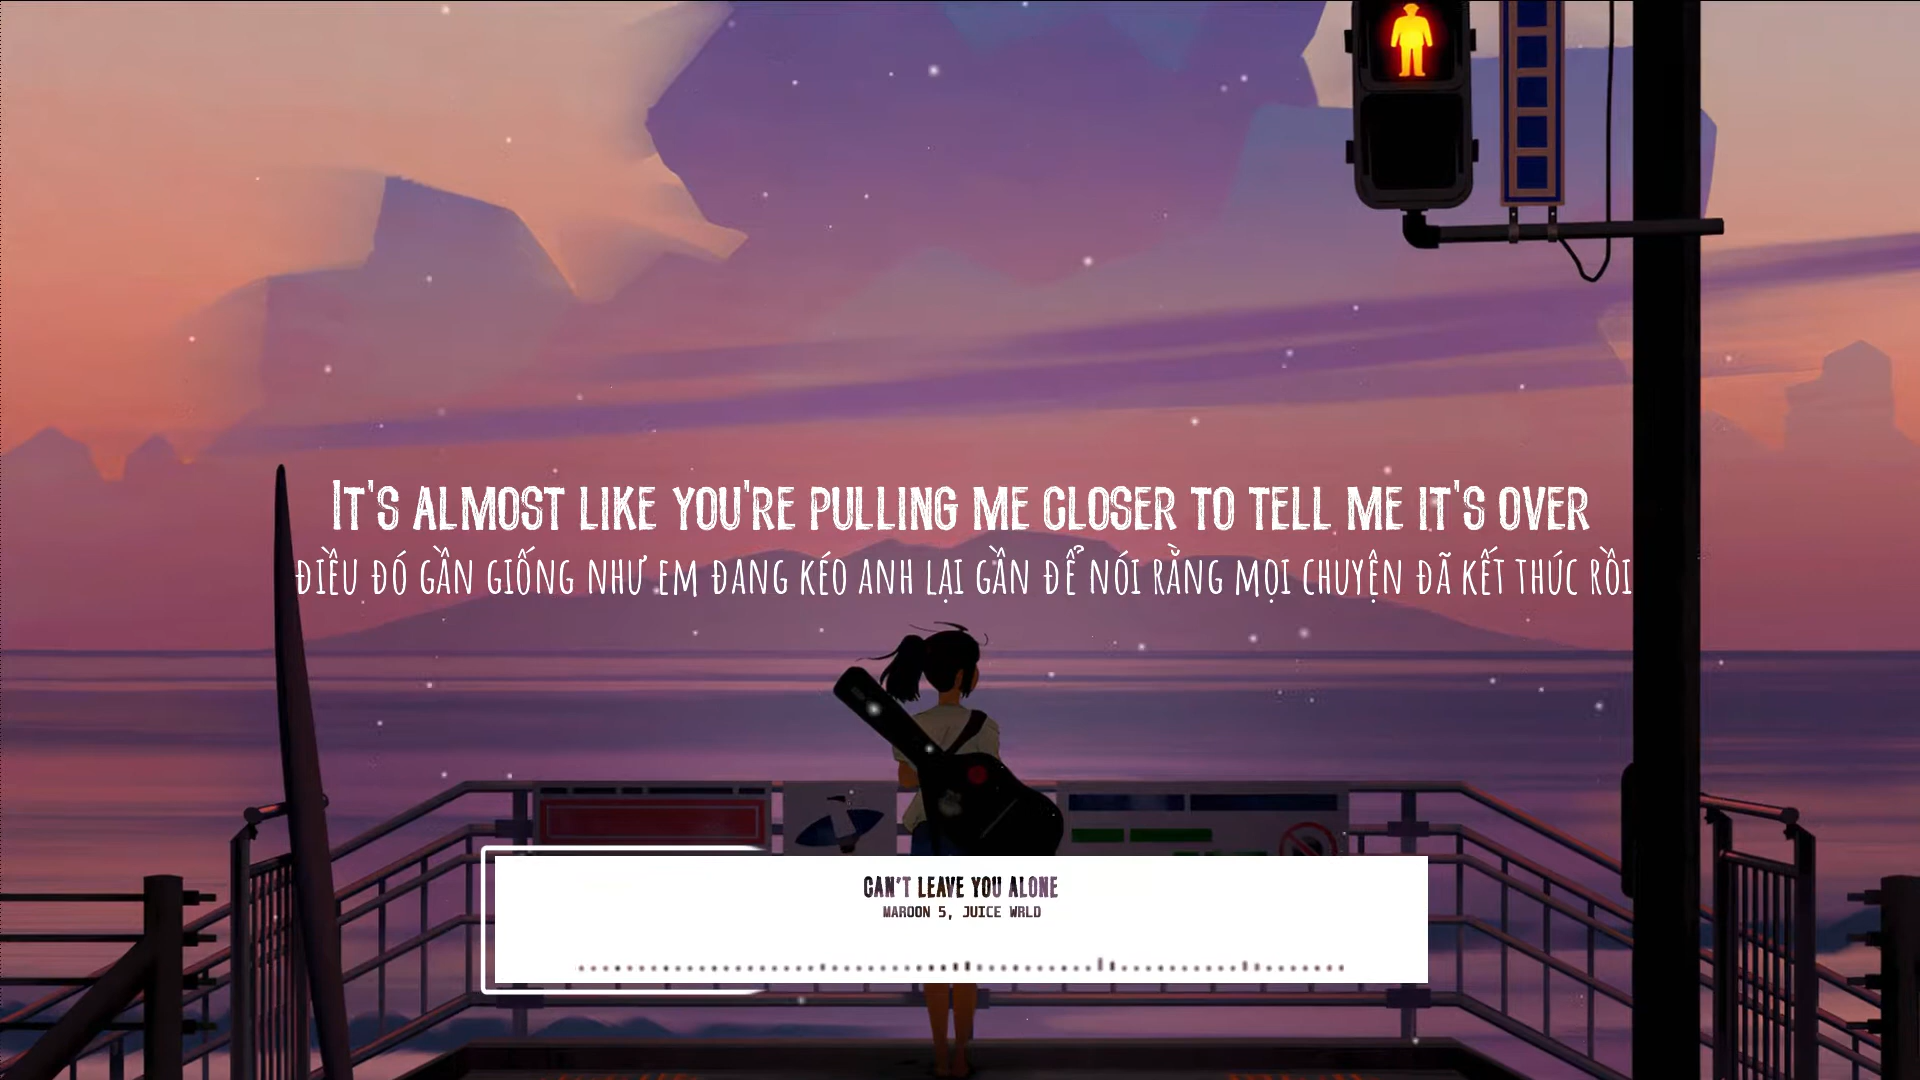 It's almost like you're pulling me closer to tell me it's over
Điều đó gần giống như em đang kéo anh lại gần để nói rằng mọi chuyện đã kết thúc rồi
CAN'T LEAVE YOU ALONE
MAROON 5, JUICE WRLD